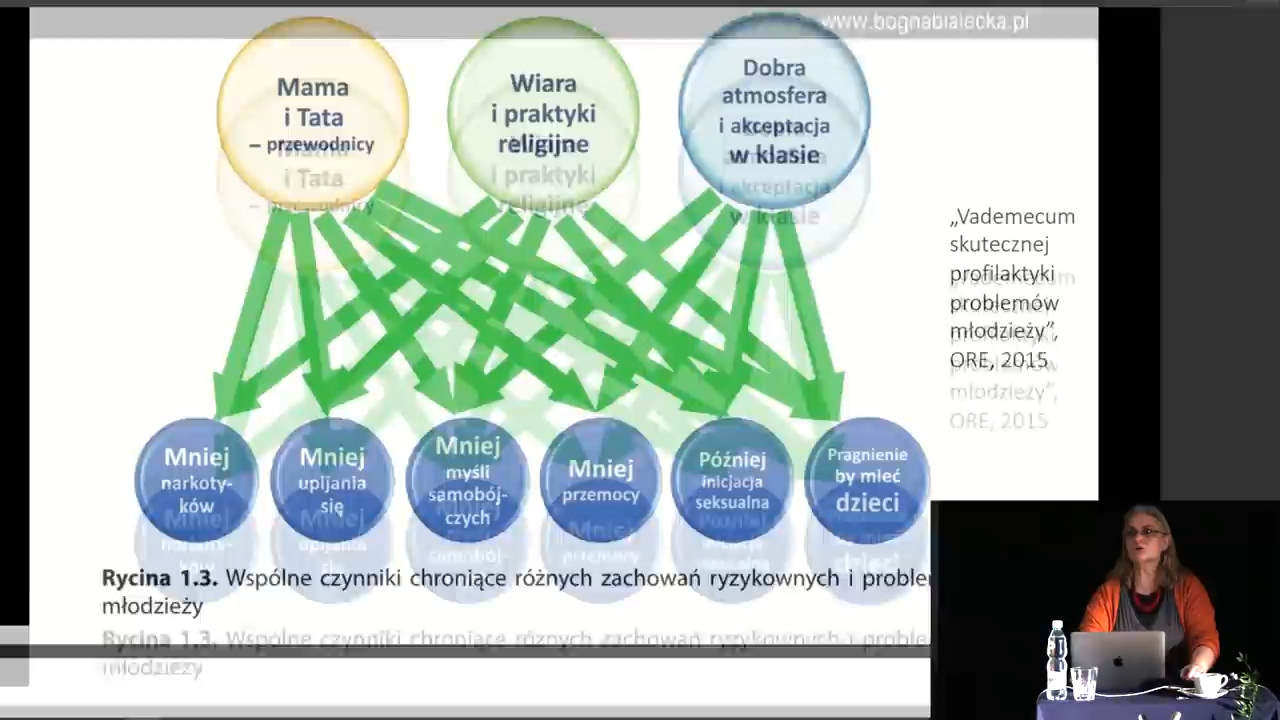 www.bognabialecka.pl
Mama
i Tata
– przewodnicy
Wiara
i praktyki
religijne
Dobra
atmosfera
i akceptacja
w klasie
„Vademecum
skutecznej
profilaktyki
problemów
młodzieży”,
ORE, 2015
Mniej
narkoty-
ków
Mniej
upijania
się
Mniej
myśli
samobój-
czych
Mniej
przemocy
Później
inicjacja
seksualna
Pragnienie
by mieć
dzieci
Rycina 1.3. Wspólne czynniki chroniące różnych zachowań ryzykownych i proble
młodzieży